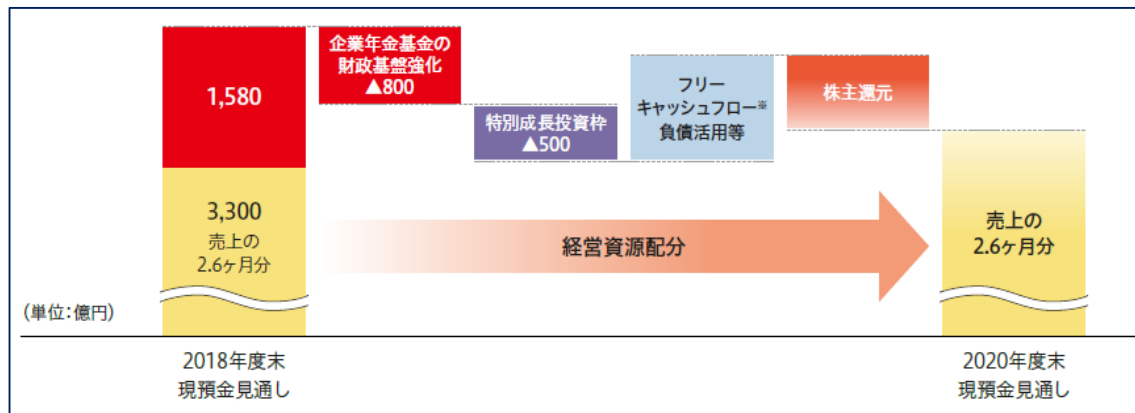 1,580
企業年金基金の
財政基盤強化
▲800
特別成長投資枠
▲500
フリー
キャッシュフロー※
負債活用等
株主還元
3,300
売上の
2.6ヶ月分
経営資源配分
売上の
2.6ヶ月分
(単位:億円)
2018年度末
現預金見通し
2020年度末
現預金見通し